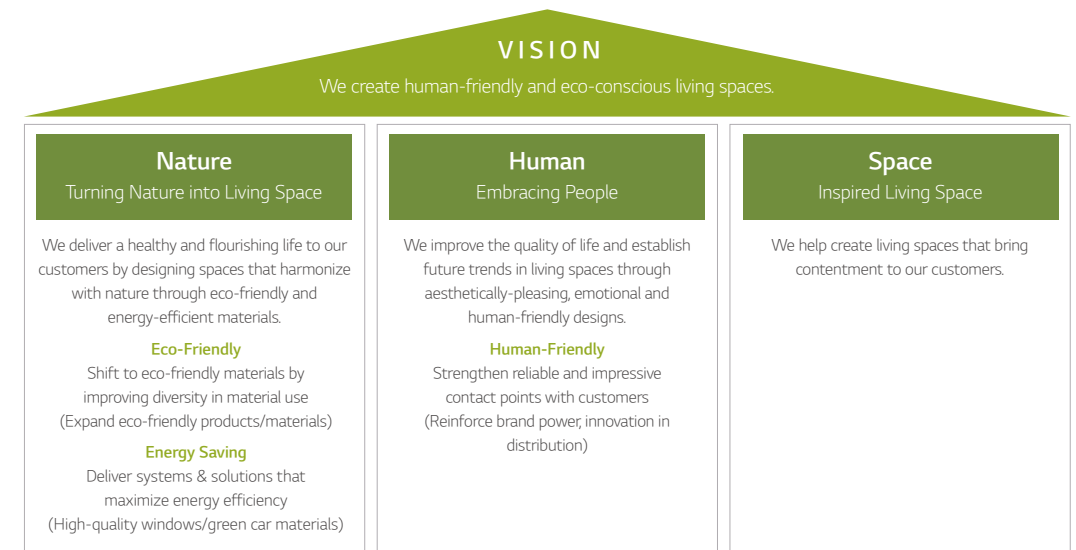 VISION
We create human-friendly and eco-conscious living spaces.
Nature
Turning Nature into Living Space
We deliver a healthy and flourishing life to our
customers by designing spaces that harmonize
with nature through eco-friendly and
energy-efficient materials.
Eco-Friendly
Shift to eco-friendly materials by
improving diversity in material use
(Expand eco-friendly products/materials)
Energy Saving
Deliver systems & solutions that
maximize energy efficiency
(High-quality windows/green car materials)
Human
Embracing People
We improve the quality of life and establish
future trends in living spaces through
aesthetically-pleasing, emotional and
human-friendly designs.
Human-Friendly
Strengthen reliable and impressive
contact points with customers
(Reinforce brand power, innovation in
distribution)
Space
Inspired Living Space
We help create living spaces that bring
contentment to our customers.